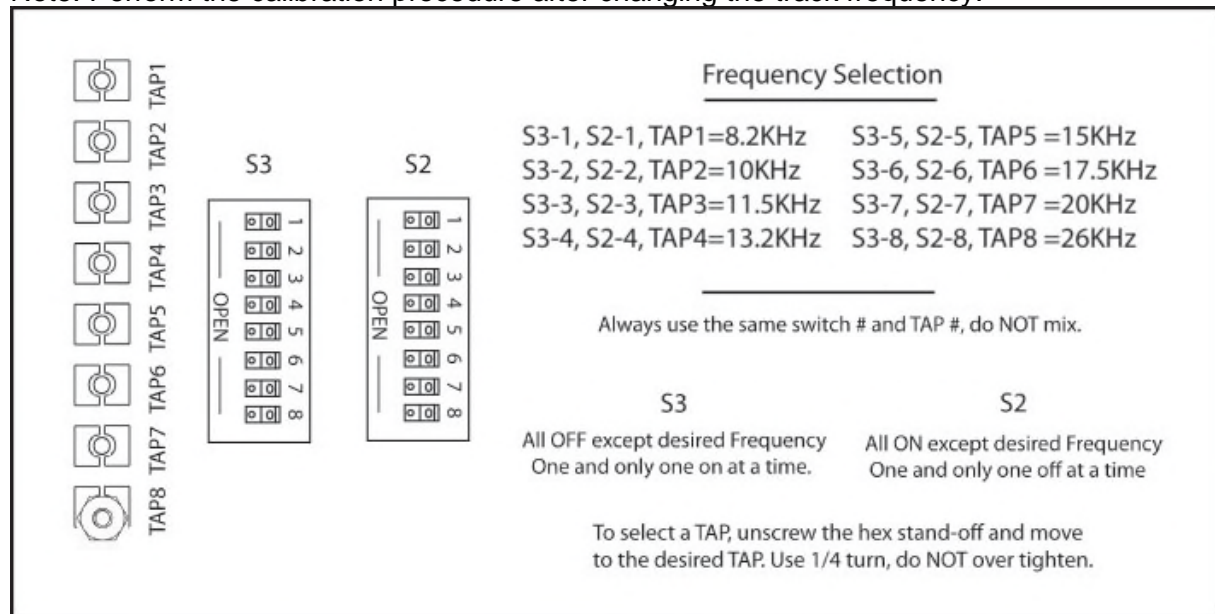 Note: Perform the calibration procedure after changing the track frequency.
TAP1
TAP2
TAP3
TAP4
TAP5
TAP6
TAP7
TAP8
S3
OPEN
1
2
3
4
5
6
7
8
S2
OPEN
1
2
3
4
5
6
7
8
Frequency Selection
S3-1, S2-1, TAP1=8.2KHz
S3-2, S2-2, TAP2=10KHz
S3-3, S2-3, TAP3=11.5KHz
S3-4, S2-4, TAP4=13.2KHz
S3-5, S2-5, TAP5 =15KHz
S3-6, S2-6, TAP6 =17.5KHz
S3-7, S2-7, TAP7 =20KHz
S3-8, S2-8, TAP8 =26KHz
Always use the same switch # and TAP #, do NOT mix.
S3
All OFF except desired Frequency
One and only one on at a time.
S2
All ON except desired Frequency
One and only one off at a time
To select a TAP, unscrew the hex stand-off and move
to the desired TAP. Use 1/4 turn, do NOT over tighten.